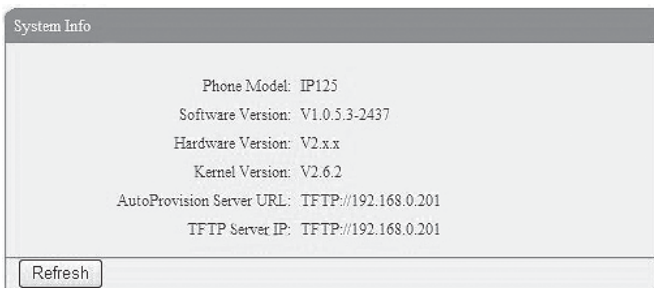 System Info
Phone Model: IP125
Software Version: V1.0.5.3-2437
Hardware Version: V2.x.x
Kernel Version: V2.6.2
AutoProvision Server URL: TFTP://192.168.0.201
TFTP Server IP: TFTP://192.168.0.201
Refresh